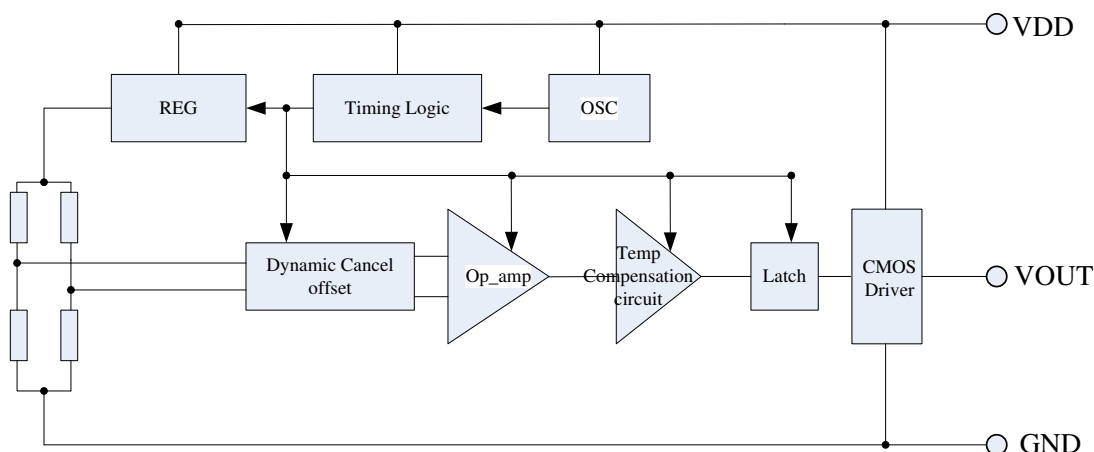 VDD
REG
Timing Logic
OSC
Dynamic Cancel
offset
Op_amp
Temp
Compensation
circuit
Latch
CMOS
Driver
VOUT
GND